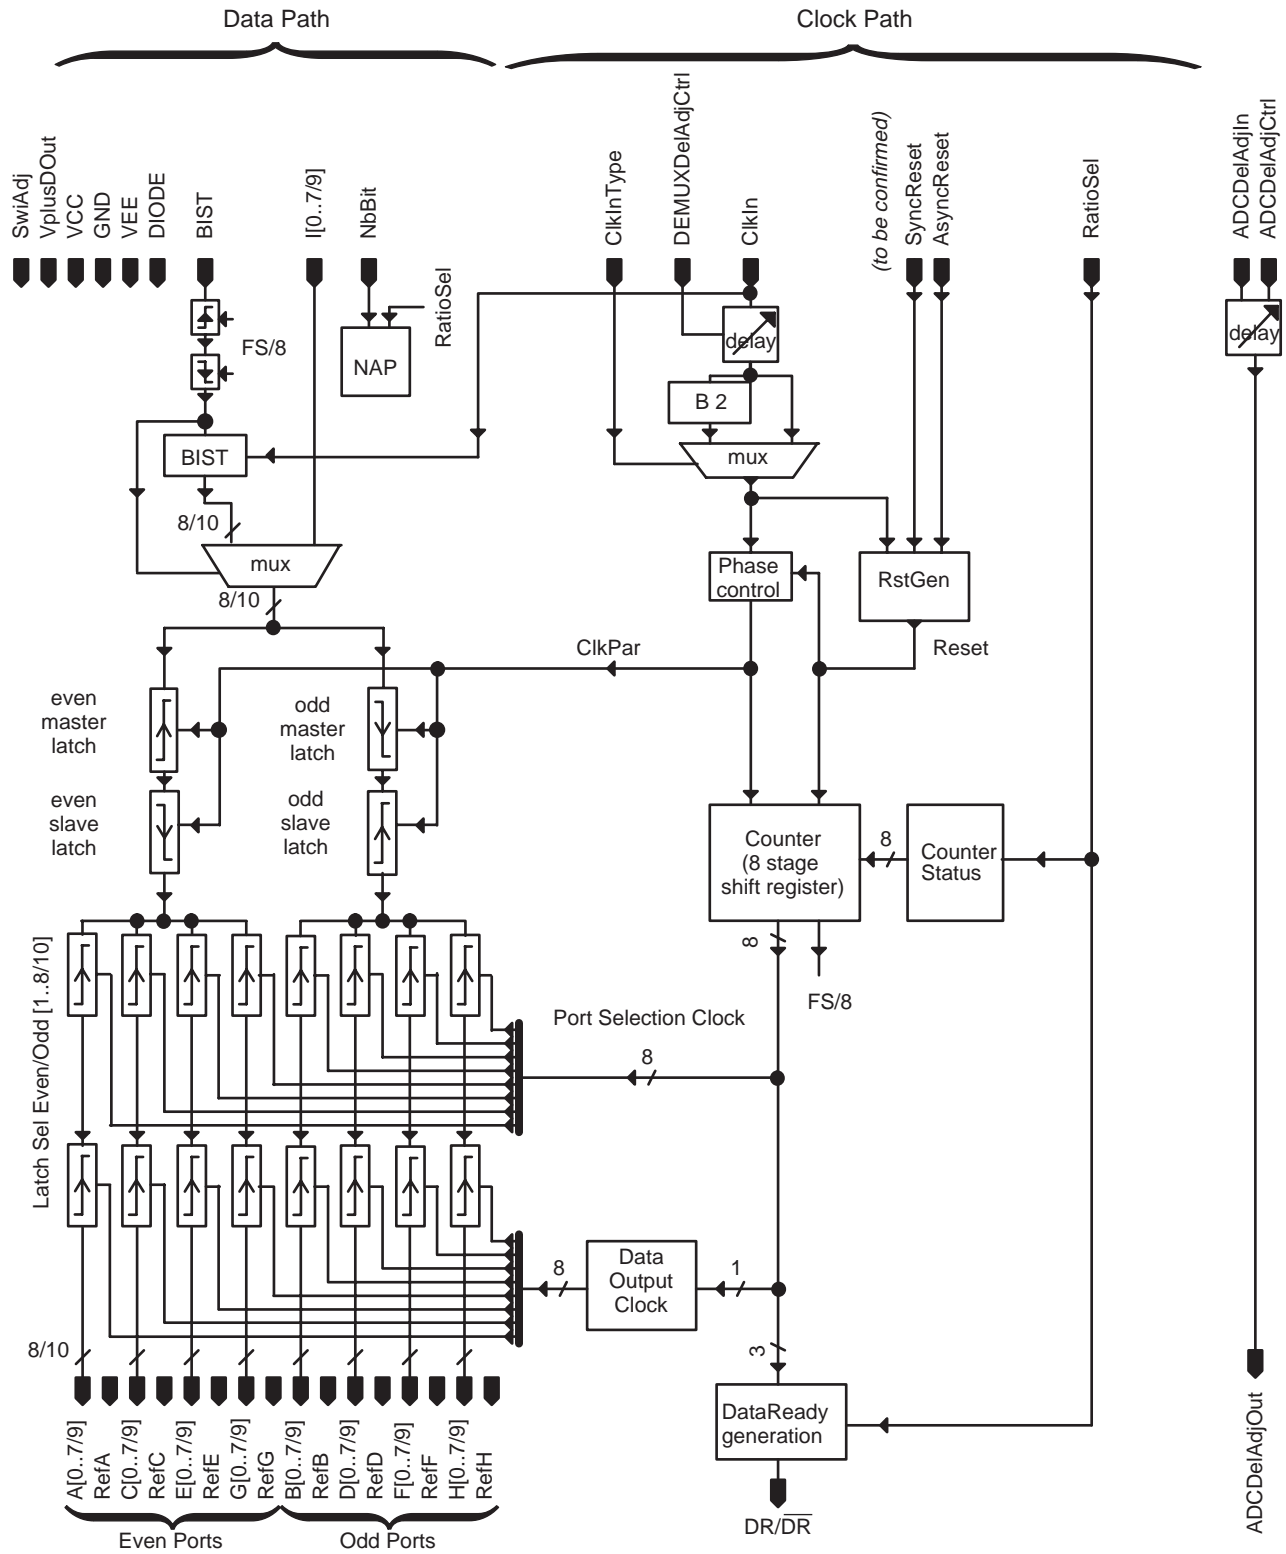 Data Path
Clock Path
SwiAdj
VplusDOut
VCC
GND
VEE
DIODE
BIST
I[0..7/9]
NbBit
ClkInType
DEMUXDelAdjCtrl
ClkIn
(to be confirmed)
SyncReset
AsyncReset
RatioSel
ADCDelAdjIn
ADCDelAdjCtrl
RatioSel
FS/8
NAP
delay
delay
B 2
BIST
mux
8/10
mux
Phase
control
RstGen
8/10
ClkPar
Reset
even
master
latch
odd
master
latch
even
slave
latch
odd
slave
latch
Counter
(8 stage
shift register)
8
Counter
Status
8
FS/8
Latch Sel Even/Odd [1..8/10]
Port Selection Clock
8
8
Data
Output
Clock
1
8/10
3
DataReady
generation
A[0..7/9]
RefA
C[0..7/9]
RefC
E[0..7/9]
RefE
G[0..7/9]
RefG
B[0..7/9]
RefB
D[0..7/9]
RefD
F[0..7/9]
RefF
H[0..7/9]
RefH
ADCDelAdjOut
DR/DR
Even Ports
Odd Ports